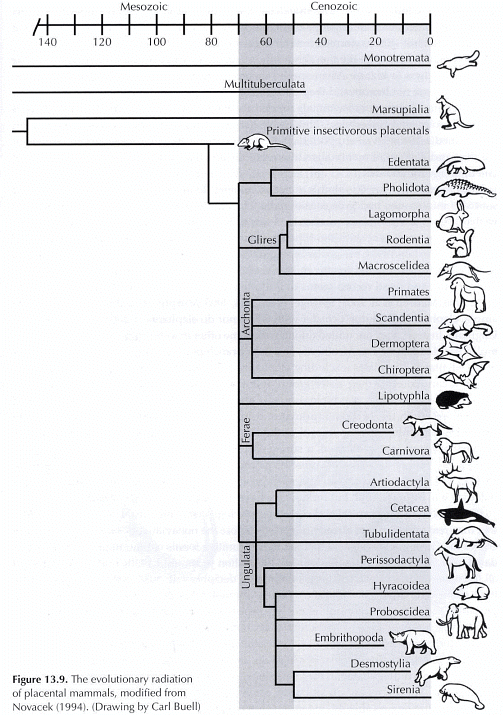 Mesozoic Cenozoic
140 120 100 80 60 40 20 0
Monotremata
Multituberculata
Marsupialia
Primitive insectivorous placentals
Edentata
Pholidota
Lagomorpha
Glires
Rodentia
Macroscelidea
Primates
Archonta
Scandentia
Dermoptera
Chiroptera
Lipotyphla
Ferae
Creodonta
Carnivora
Artiodactyla
Cetacea
Tubulidentata
Ungulata
Perissodactyla
Hyracoidea
Proboscidea
Embrithopoda
Desmostylia
Sirenia
Figure 13.9. The evolutionary radiation
of placental mammals, modified from
Novacek (1994). (Drawing by Carl Buell)